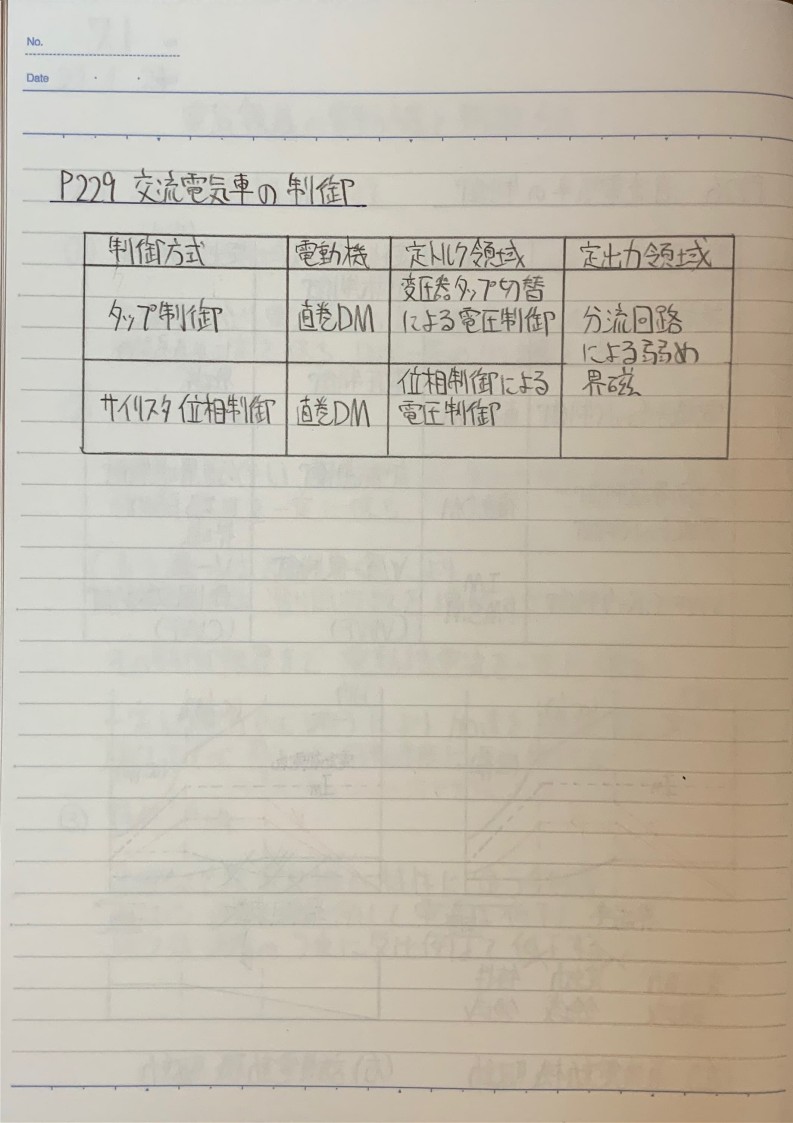 No.
Date
P229 交流電気車の制御
制御方式 電動機 定トルク領域 定出力領域
タップ制御 直巻DM 変圧器タップ切替
による電圧制御 分流回路
による弱め
界磁
サイリスタ位相制御 直巻DM 位相制御による
電圧制御